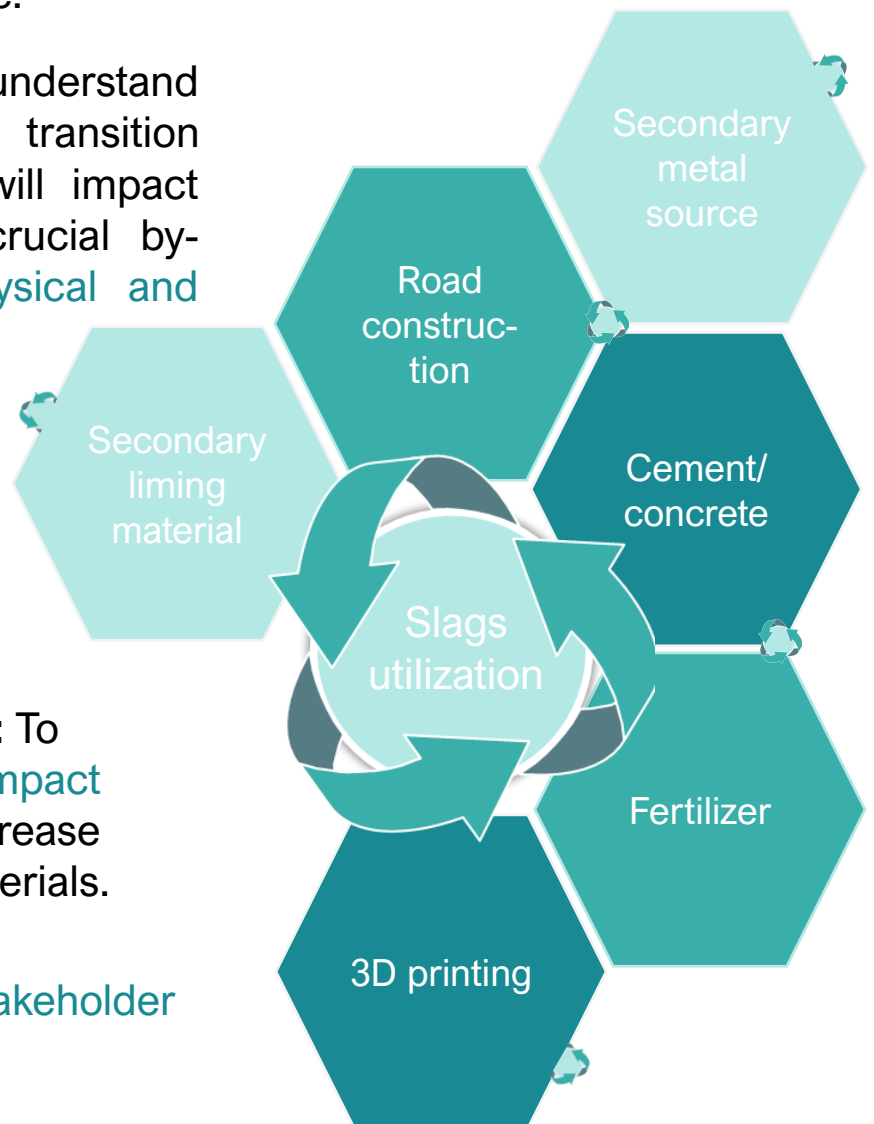 understand
transition
will impact
crucial by-
ysical and
: To
mpact
rease
terials.
akeholder
Secondary
metal
source
Road
construc-
tion
Secondary
liming
material
Cement/
concrete
Slags
utilization
Fertilizer
3D printing